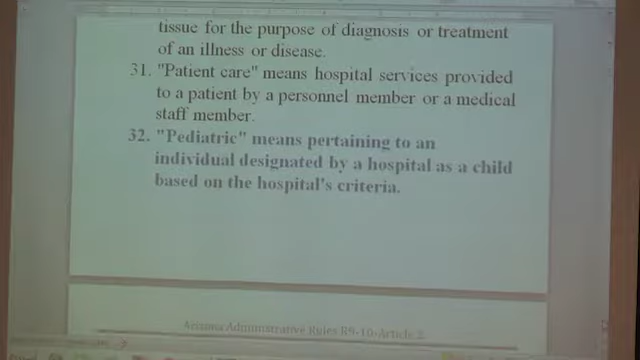 tissue for the purpose of diagnosis or treatment
of an illness or disease.
31. "Patient care" means hospital services provided
to a patient by a personnel member or a medical
staff member.
32. "Pediatric" means pertaining to an
individual designated by a hospital as a child
based on the hospital's criteria.
Arizona Administrative Rules R9-10-Article 2